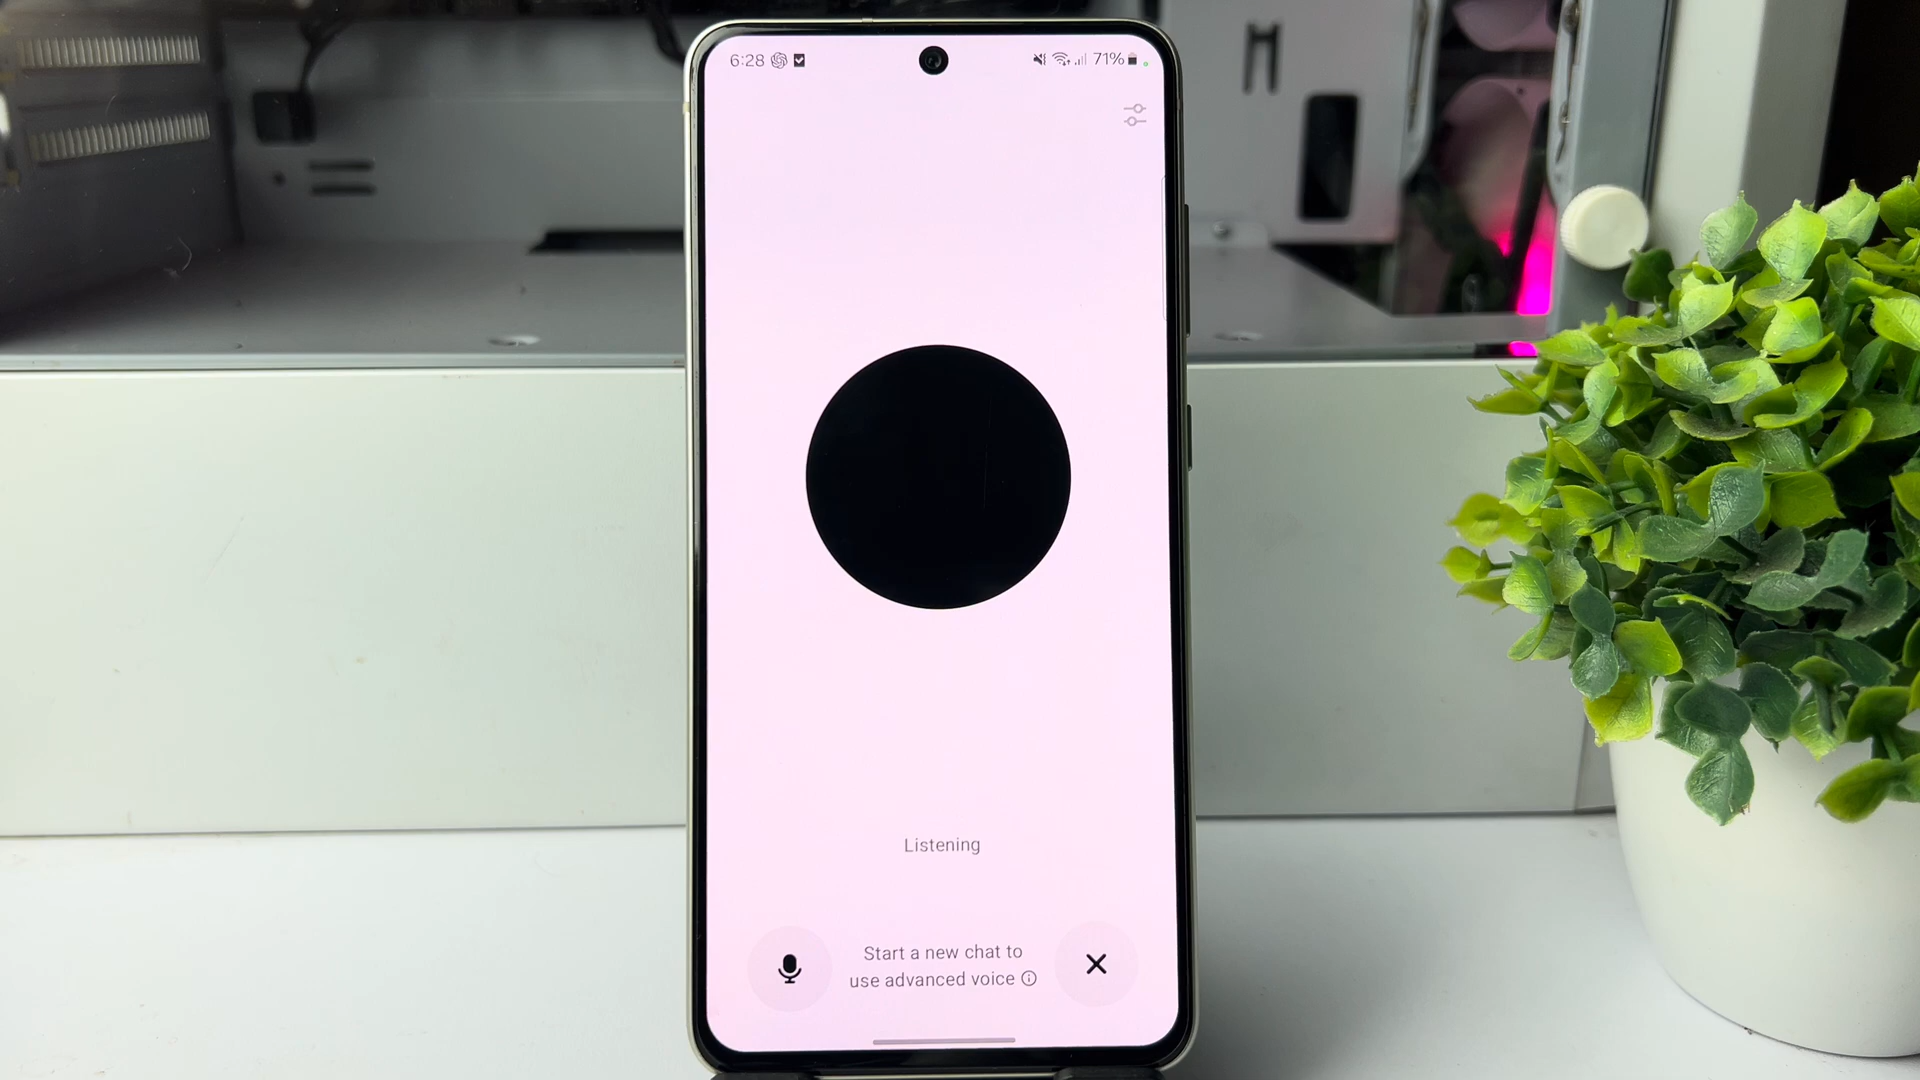 6:28
71%
Listening
Start a new chat to
use advanced voice